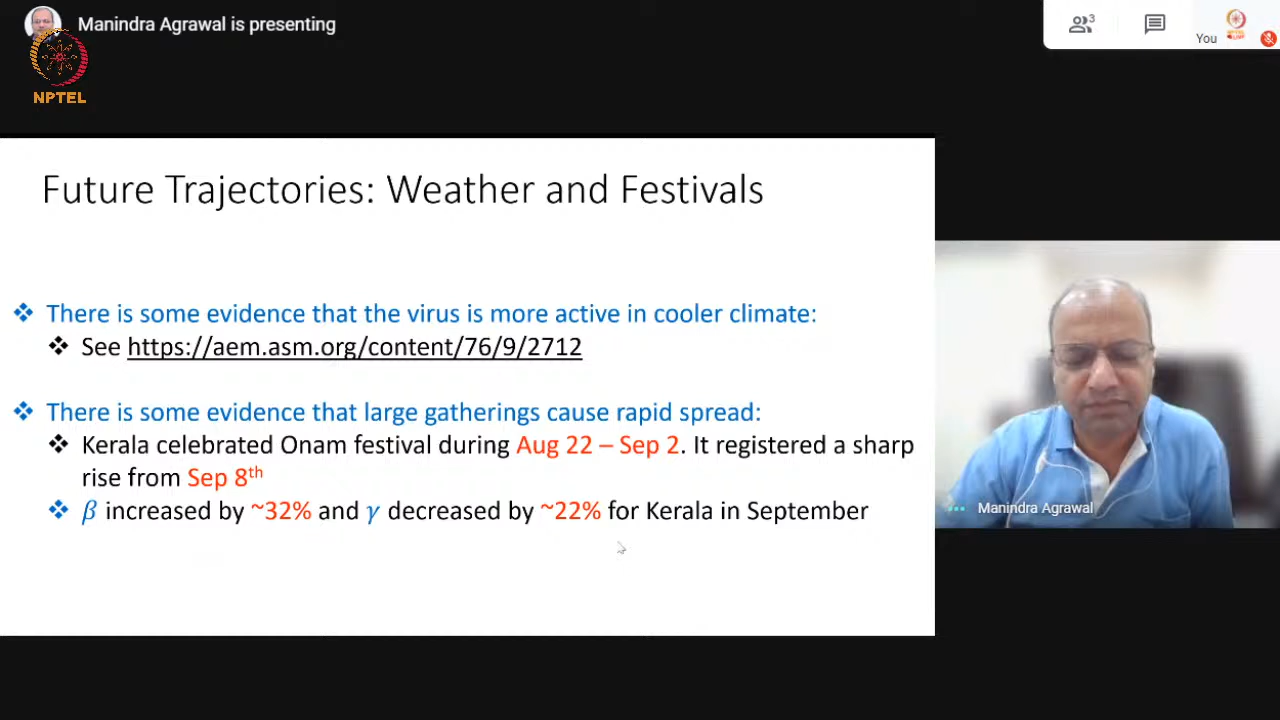 Manindra Agrawal is presenting
3
You
NPTEL
Future Trajectories: Weather and Festivals
❖ There is some evidence that the virus is more active in cooler climate:
❖ See https://aem.asm.org/content/76/9/2712
❖ There is some evidence that large gatherings cause rapid spread:
❖ Kerala celebrated Onam festival during Aug 22 – Sep 2. It registered a sharp
rise from Sep 8th
❖ β increased by ~32% and γ decreased by ~22% for Kerala in September
Manindra Agrawal